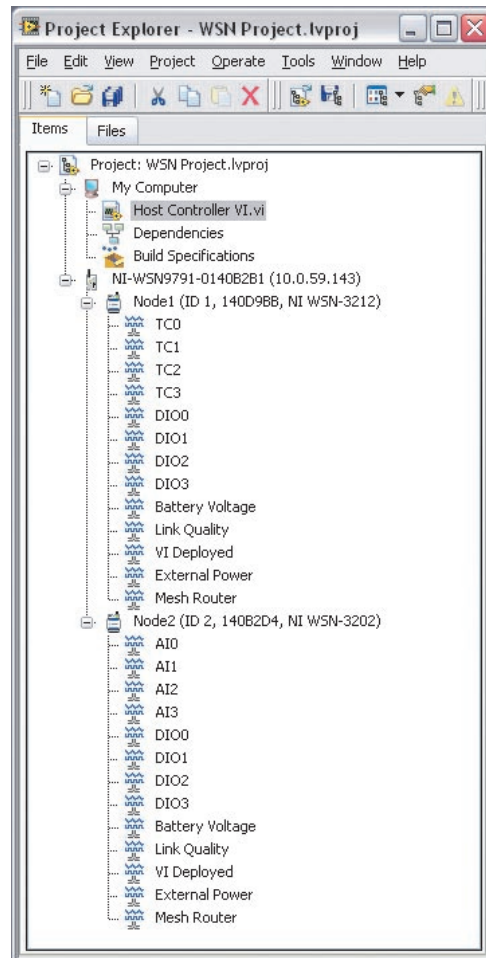 Project Explorer - WSN Project.lvproj
File Edit View Project Operate Tools Window Help
Items Files
Project: WSN Project.lvproj
My Computer
Host Controller VI.vi
Dependencies
Build Specifications
NI-WSN9791-0140B2B1 (10.0.59.143)
Node1 (ID 1, 140D9BB, NI WSN-3212)
TC0
TC1
TC2
TC3
DIO0
DIO1
DIO2
DIO3
Battery Voltage
Link Quality
VI Deployed
External Power
Mesh Router
Node2 (ID 2, 140B2D4, NI WSN-3202)
AI0
AI1
AI2
AI3
DIO0
DIO1
DIO2
DIO3
Battery Voltage
Link Quality
VI Deployed
External Power
Mesh Router